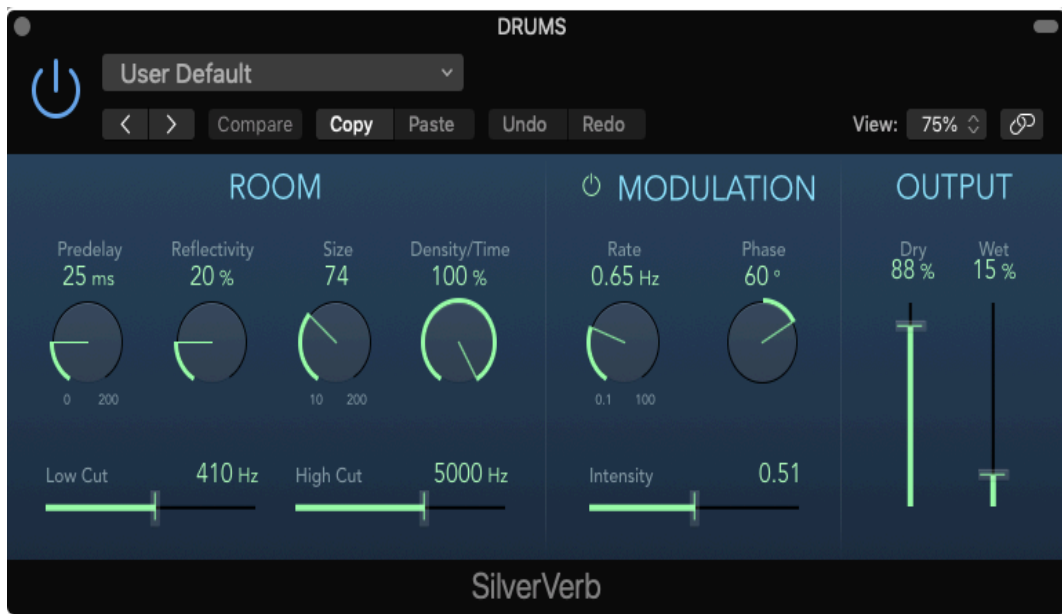 DRUMS
User Default
Compare Copy Paste Undo Redo View: 75%
ROOM MODULATION OUTPUT
Predelay Reflectivity Size Density/Time Rate Phase Dry Wet
25 ms 20 % 74 100 % 0.65 Hz 60 ° 88 % 15 %
0 200 10 200 0.1 100
Low Cut 410 Hz High Cut 5000 Hz Intensity 0.51
SilverVerb